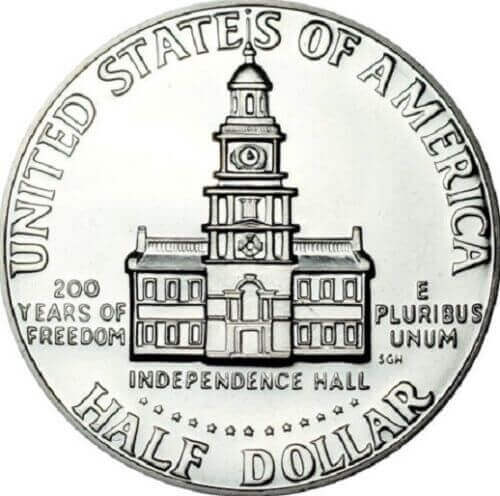 UNITED STATES OF AMERICA
200
YEARS OF
FREEDOM
E
PLURIBUS
UNUM
SGH
INDEPENDENCE HALL
HALF DOLLAR